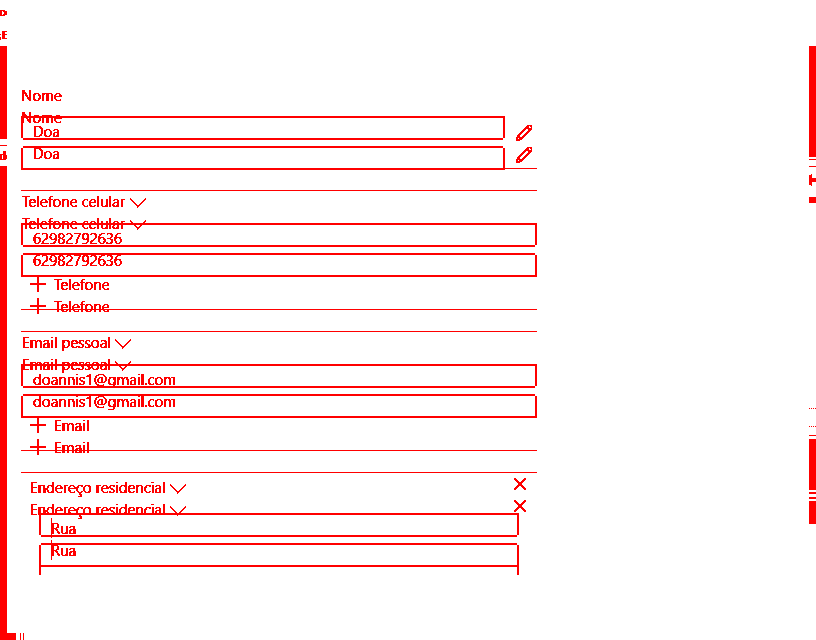 Nome
Nome
Doa
Doa
Telefone celular
Telefone celular
62982792636
62982792636
Telefone
Telefone
Email pessoal
Email pessoal
doannis1@gmail.com
doannis1@gmail.com
Email
Email
Endereço residencial
Endereço residencial
Rua
Rua